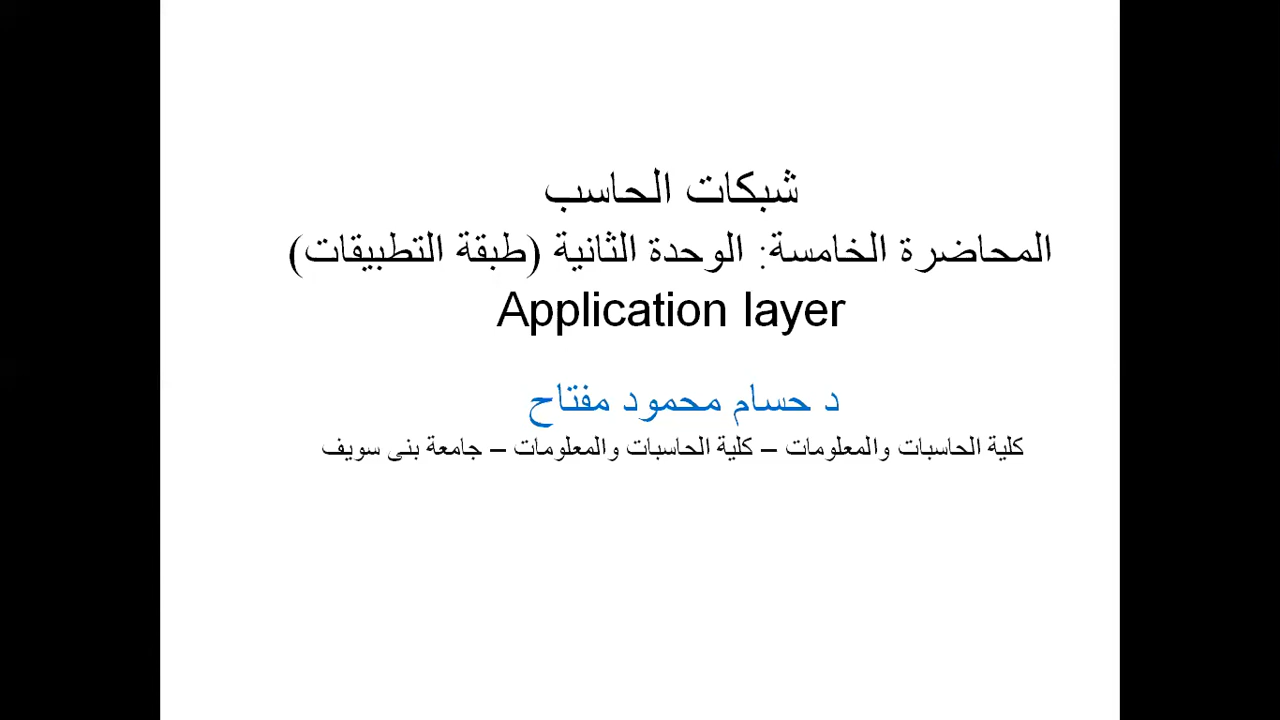 شبكات الحاسب
المحاضرة الخامسة: الوحدة الثانية (طبقة التطبيقات)
Application layer
د حسام محمود مفتاح
كلية الحاسبات والمعلومات – كلية الحاسبات والمعلومات – جامعة بنى سويف